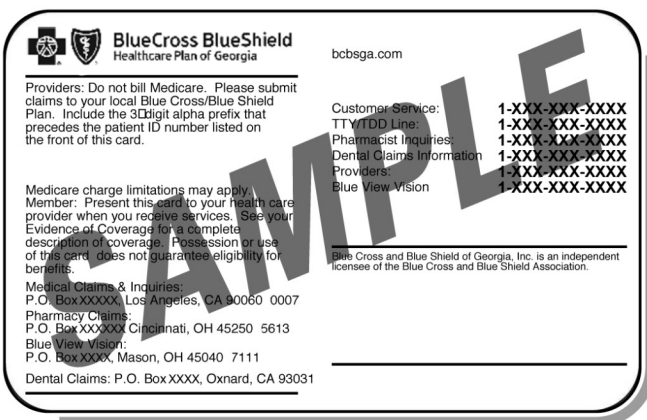 BlueCross BlueShield
Healthcare Plan of Georgia
Providers: Do not bill Medicare. Please submit
claims to your local Blue Cross/Blue Shield
Plan. Include the 3□digit alpha prefix that
precedes the patient ID number listed on
the front of this card.
Medicare charge limitations may apply.
Member: Present this card to your health care
provider when you receive services. See your
Evidence of Coverage for a complete
description of coverage. Possession or use
of this card does not guarantee eligibility for
benefits.
Medical Claims & Inquiries:
P.O. Box XXXXX, Los Angeles, CA 90060 0007
Pharmacy Claims:
P.O. Box XXXXXX Cincinnati, OH 45250 5613
Blue View Vision:
P.O. Box XXXX, Mason, OH 45040 7111
Dental Claims: P.O. Box XXXX, Oxnard, CA 93031
bcbsga.com
Customer Service: 1-XXX-XXX-XXXX
TTY/TDD Line: 1-XXX-XXX-XXXX
Pharmacist Inquiries: 1-XXX-XXX-XXXX
Dental Claims Information 1-XXX-XXX-XXXX
Providers: 1-XXX-XXX-XXXX
Blue View Vision 1-XXX-XXX-XXXX
Blue Cross and Blue Shield of Georgia, Inc. is an independent
licensee of the Blue Cross and Blue Shield Association.
SAMPLE